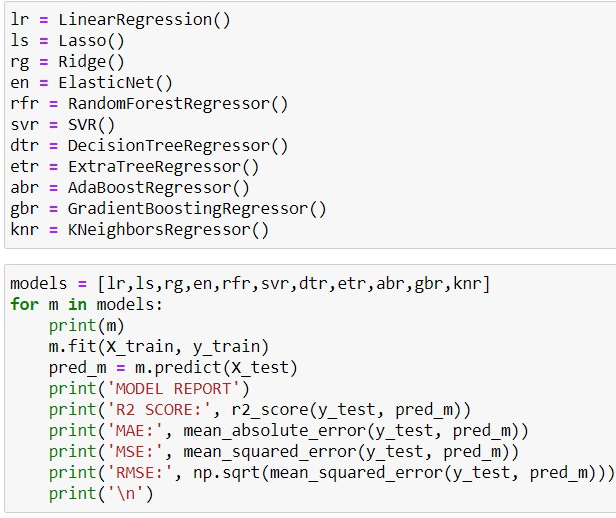 lr = LinearRegression()
ls = Lasso()
rg = Ridge()
en = ElasticNet()
rfr = RandomForestRegressor()
svr = SVR()
dtr = DecisionTreeRegressor()
etr = ExtraTreeRegressor()
abr = AdaBoostRegressor()
gbr = GradientBoostingRegressor()
knr = KNeighborsRegressor()
models = [lr,ls,rg,en,rfr,svr,dtr,etr,abr,gbr,knr]
for m in models:
    print(m)
    m.fit(X_train, y_train)
    pred_m = m.predict(X_test)
    print('MODEL REPORT')
    print('R2 SCORE:', r2_score(y_test, pred_m))
    print('MAE:', mean_absolute_error(y_test, pred_m))
    print('MSE:', mean_squared_error(y_test, pred_m))
    print('RMSE:', np.sqrt(mean_squared_error(y_test, pred_m)))
    print('\n')